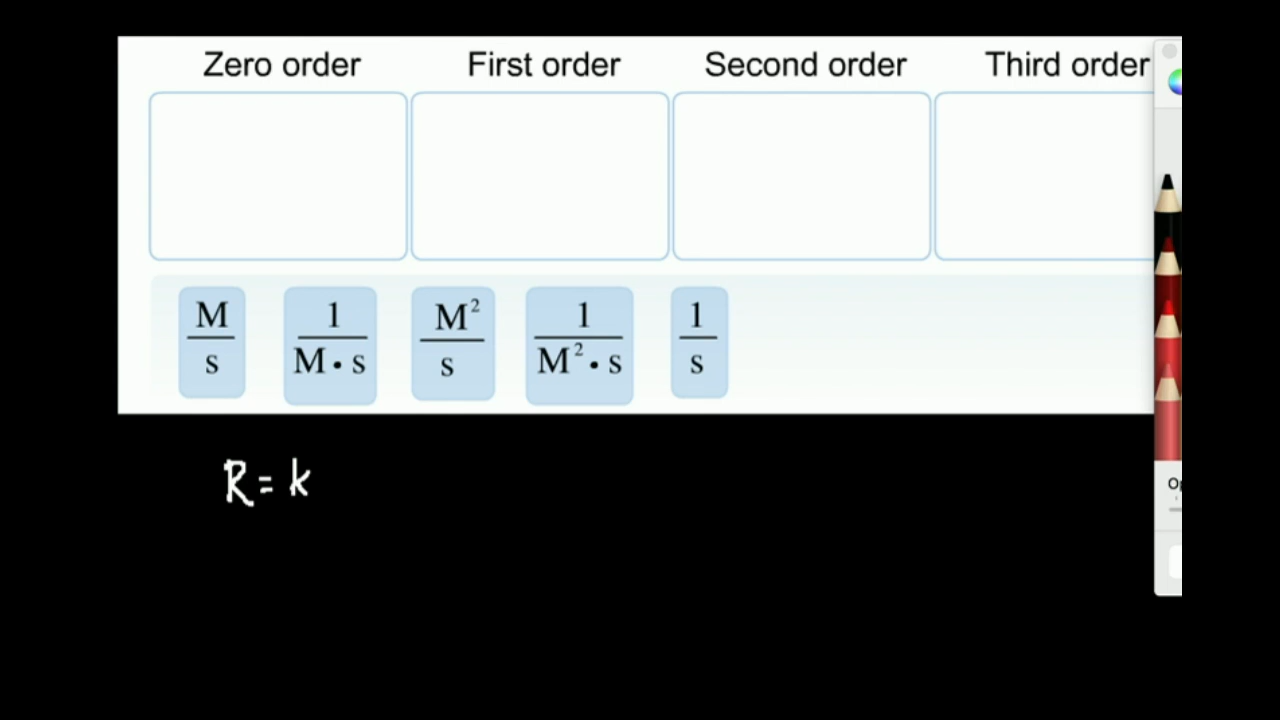 Zero order First order Second order Third order
M/s 1/M•s M²/s 1/M²•s 1/s
R = k